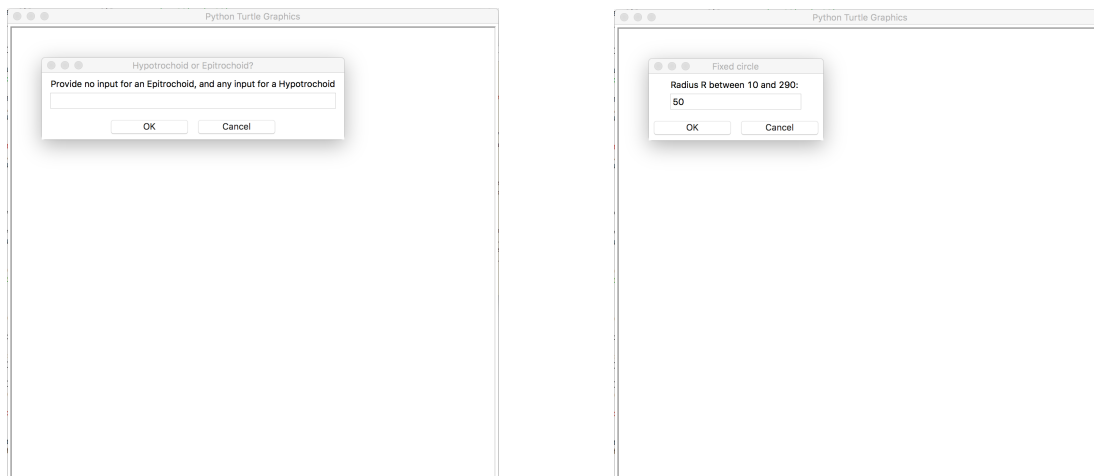 Python Turtle Graphics
Hypotrochoid or Epitrochoid?
Provide no input for an Epitrochoid, and any input for a Hypotrochoid
OK Cancel
Python Turtle Graphics
Fixed circle
Radius R between 10 and 290:
50
OK Cancel